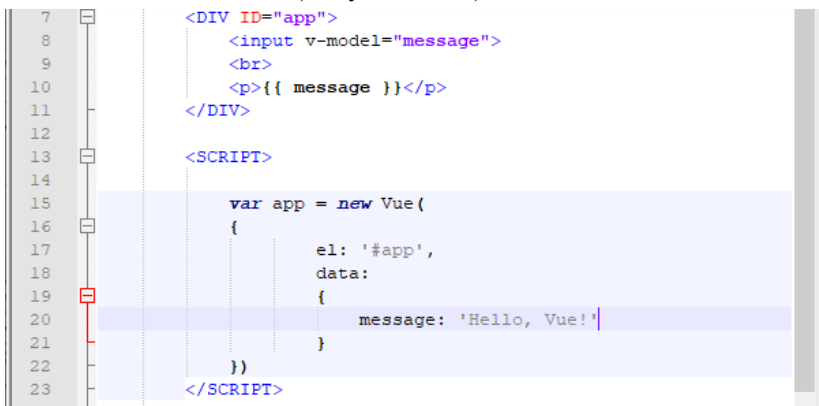 7 <DIV ID="app">
8 <input v-model="message">
9 <br>
10 <p>{{ message }}</p>
11 </DIV>
12
13 <SCRIPT>
14
15 var app = new Vue(
16 {
17 el: '#app',
18 data:
19 {
20 message: 'Hello, Vue!'
21 }
22 })
23 </SCRIPT>